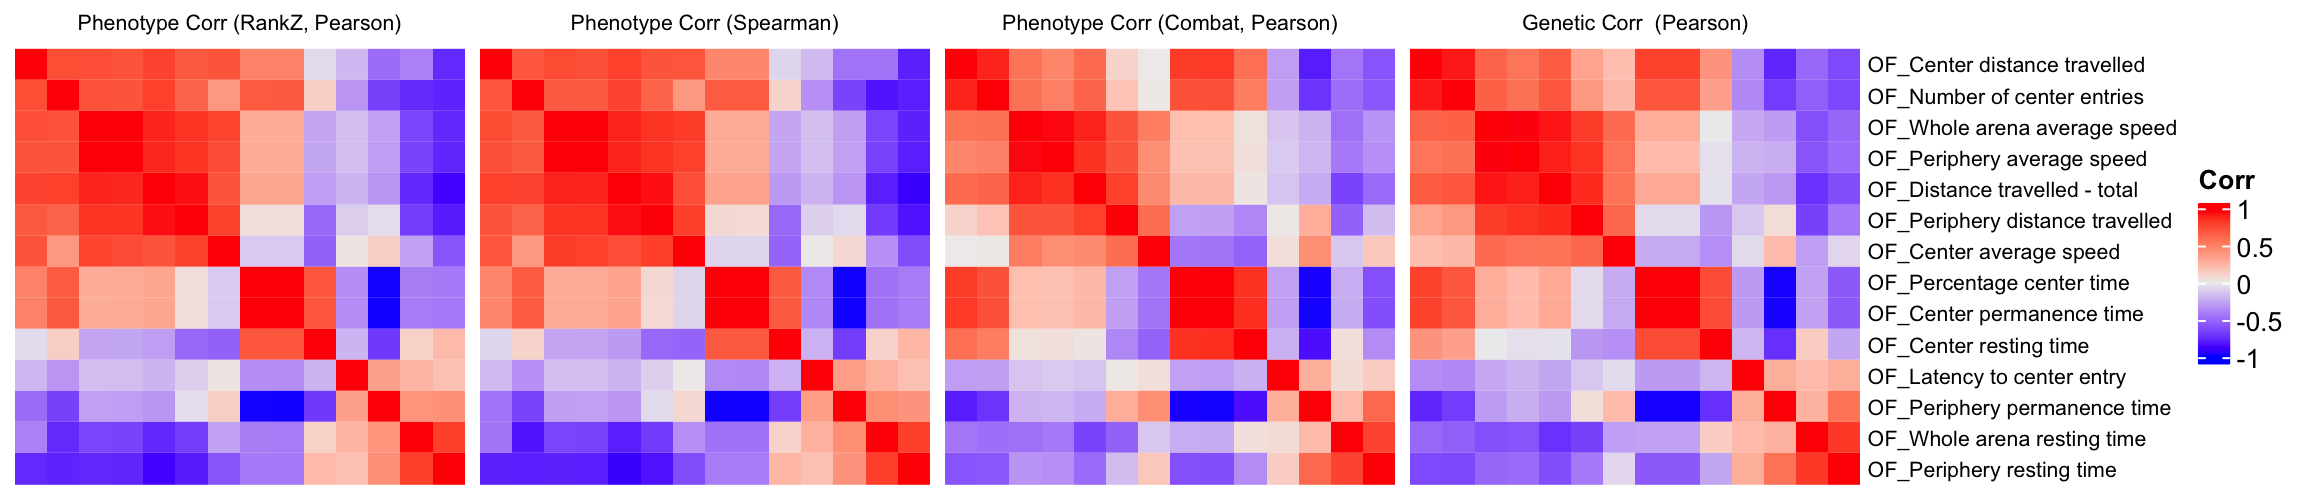 Phenotype Corr (RankZ, Pearson)
Phenotype Corr (Spearman)
Phenotype Corr (Combat, Pearson)
Genetic Corr  (Pearson)
OF_Center distance travelled
OF_Number of center entries
OF_Whole arena average speed
OF_Periphery average speed
OF_Distance travelled - total
OF_Periphery distance travelled
OF_Center average speed
OF_Percentage center time
OF_Center permanence time
OF_Center resting time
OF_Latency to center entry
OF_Periphery permanence time
OF_Whole arena resting time
OF_Periphery resting time
Corr
1
0.5
0
-0.5
-1